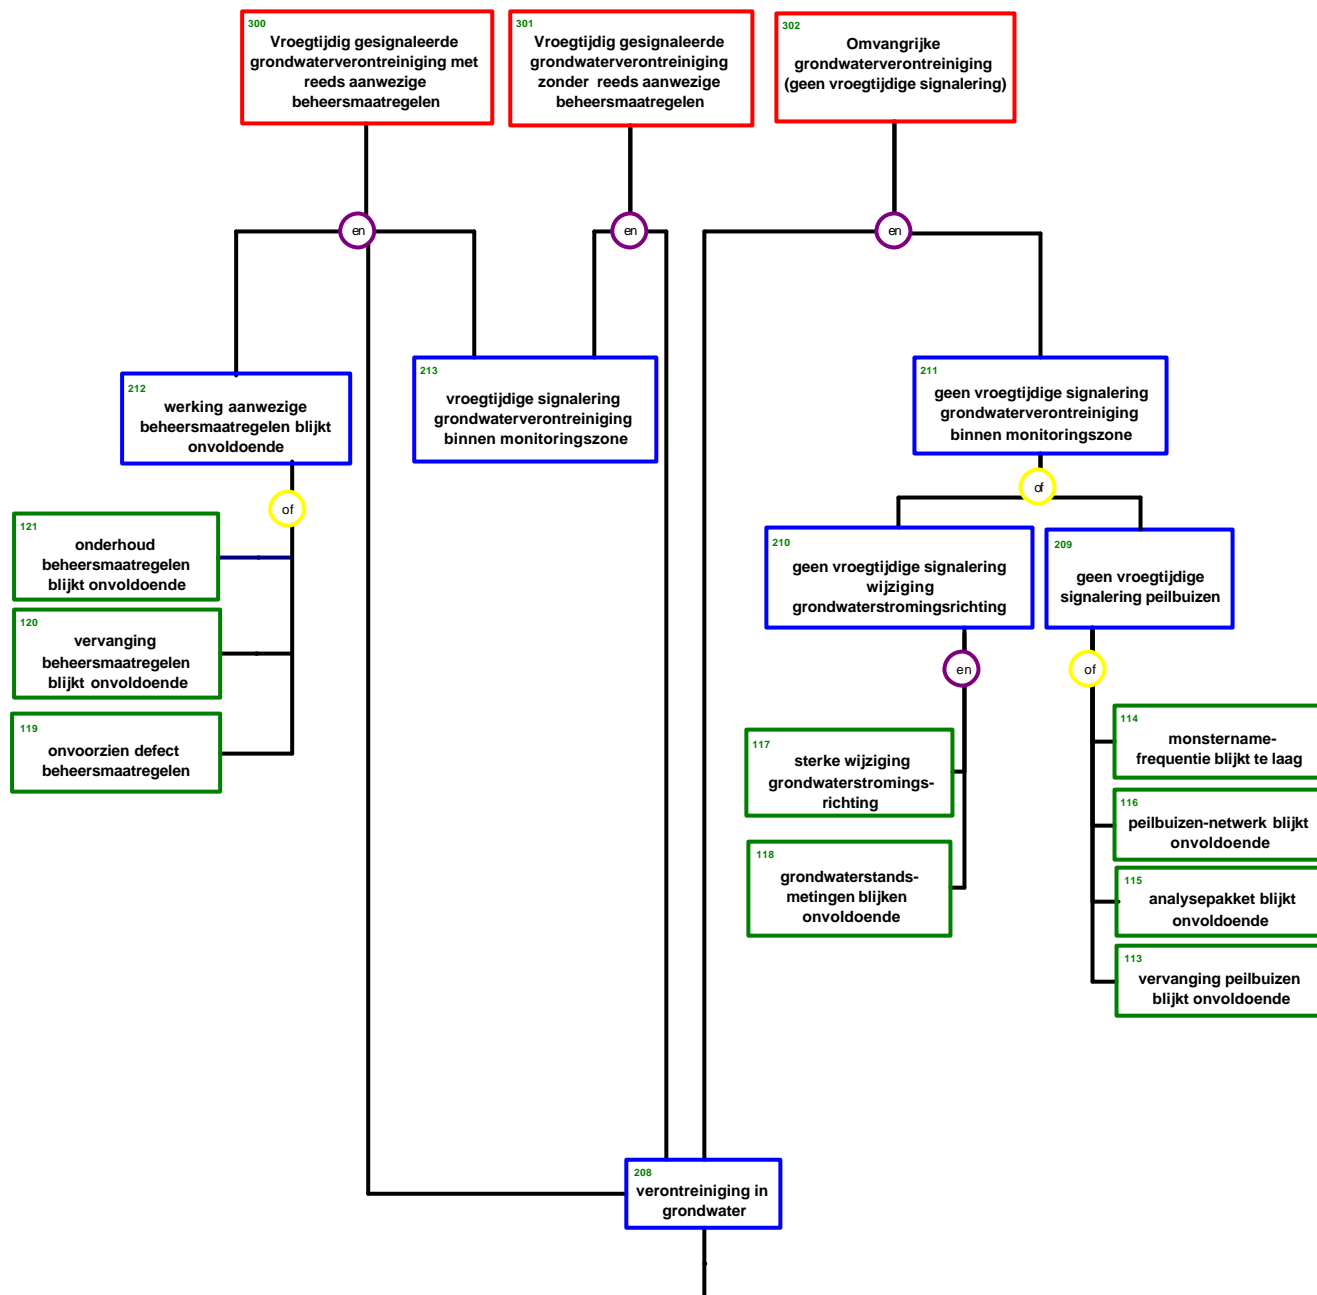 300
Vroegtijdig gesignaleerde
grondwaterverontreiniging met
reeds aanwezige
beheersmaatregelen
301
Vroegtijdig gesignaleerde
grondwaterverontreiniging
zonder reeds aanwezige
beheersmaatregelen
302
Omvangrijke
grondwaterverontreiniging
(geen vroegtijdige signalering)
en
en
en
212
werking aanwezige
beheersmaatregelen blijkt
onvoldoende
213
vroegtijdige signalering
grondwaterverontreiniging
binnen monitoringszone
211
geen vroegtijdige signalering
grondwaterverontreiniging
binnen monitoringszone
of
of
121
onderhoud
beheersmaatregelen
blijkt onvoldoende
210
geen vroegtijdige signalering
wijziging
grondwaterstromingsrichting
209
geen vroegtijdige
signalering peilbuizen
120
vervanging
beheersmaatregelen
blijkt onvoldoende
en
of
119
onvoorzien defect
beheersmaatregelen
117
sterke wijziging
grondwaterstromings-
richting
114
monstername-
frequentie blijkt te laag
116
peilbuizen-netwerk blijkt
onvoldoende
118
grondwaterstands-
metingen blijken
onvoldoende
115
analysepakket blijkt
onvoldoende
113
vervanging peilbuizen
blijkt onvoldoende
208
verontreiniging in
grondwater